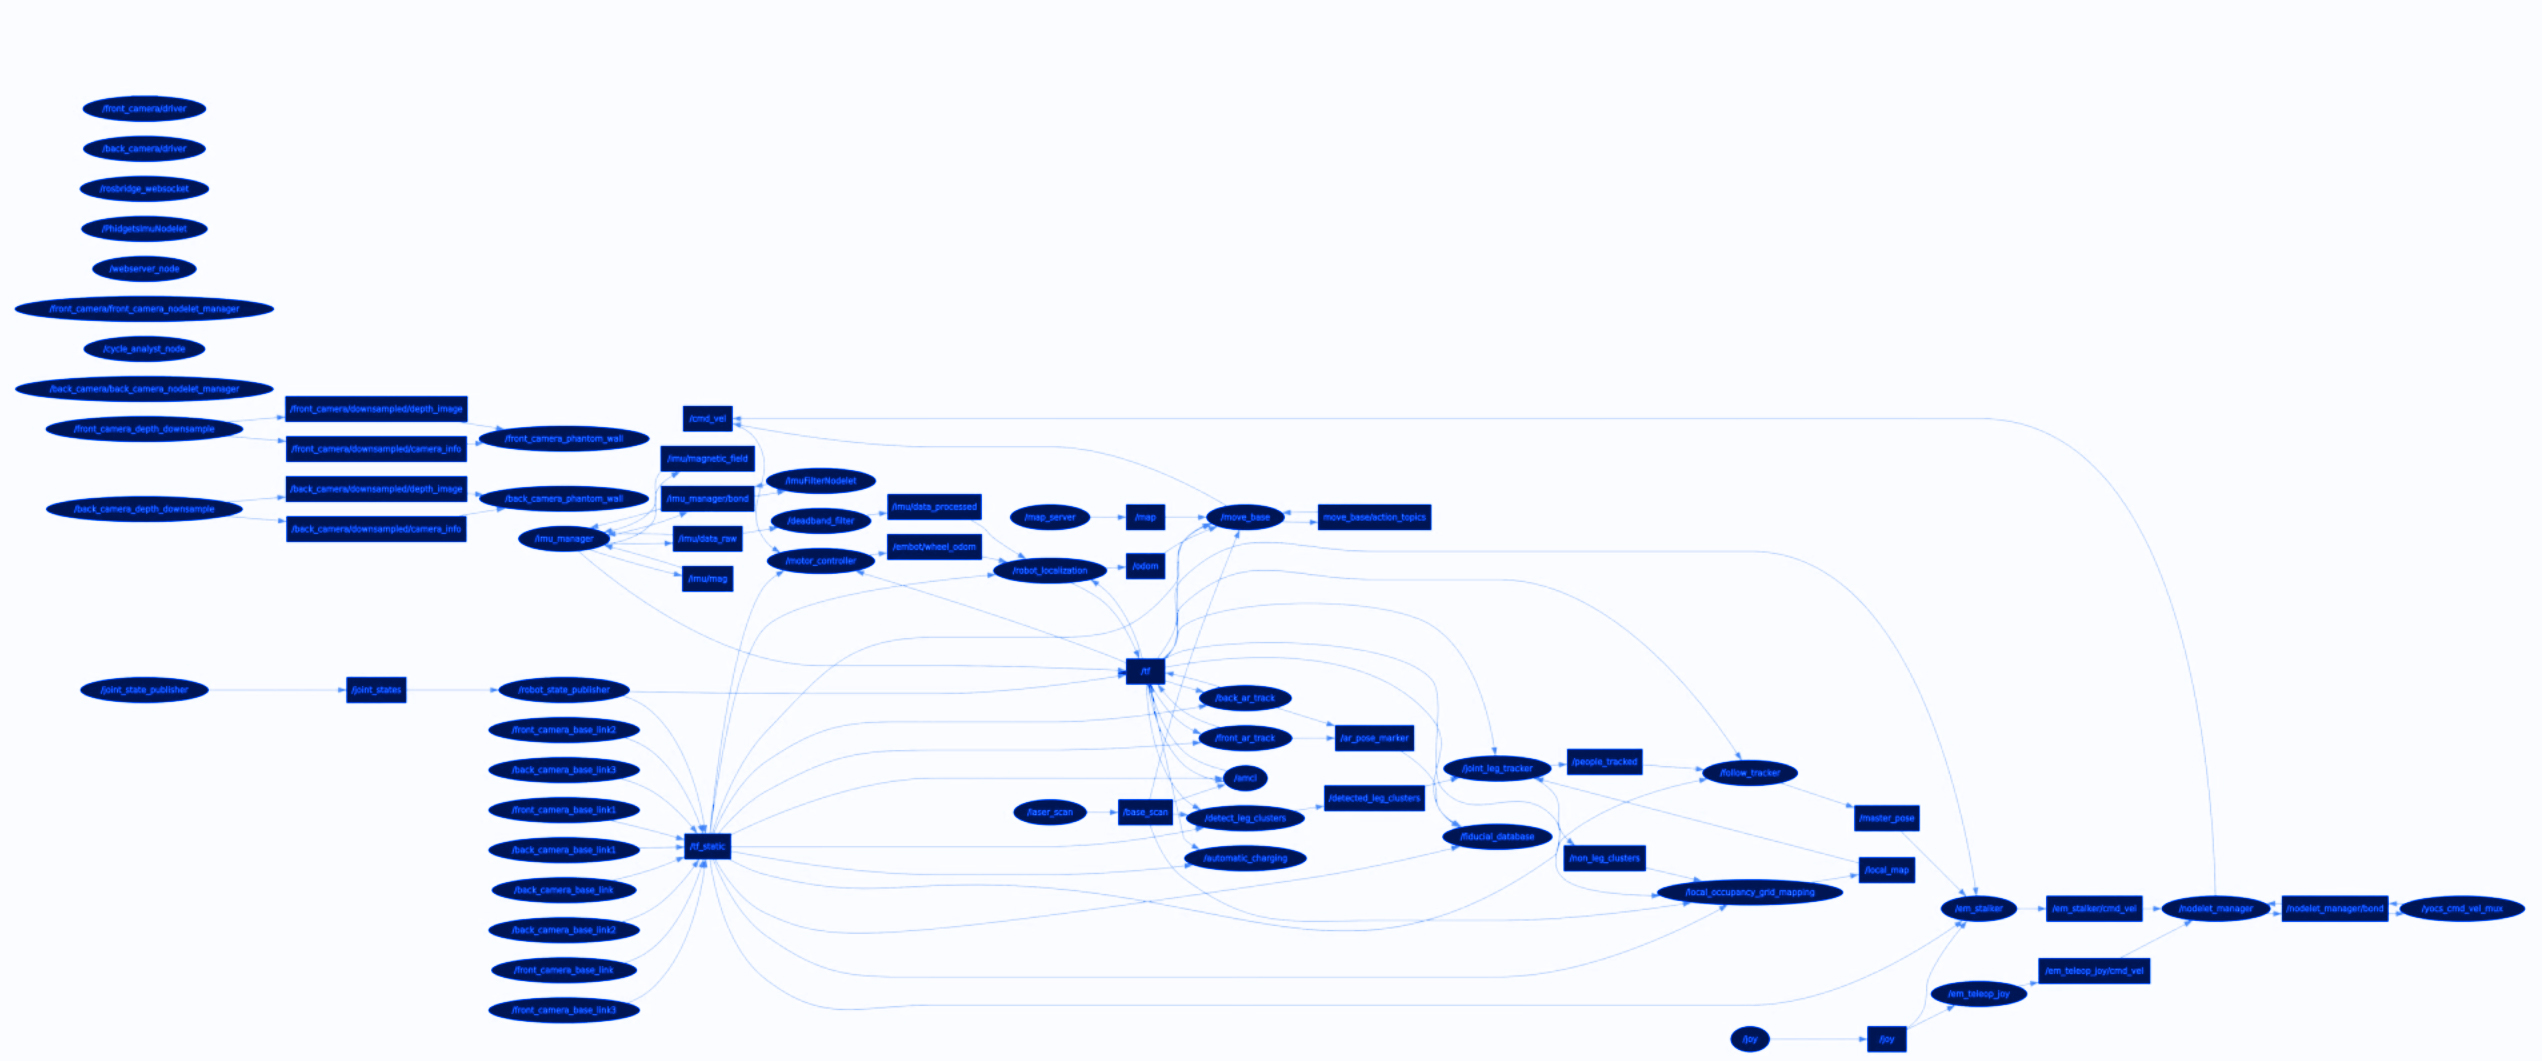 /front_camera/driver
/back_camera/driver
/rosbridge_websocket
/PhidgetsImuNodelet
/webserver_node
/front_camera/front_camera_nodelet_manager
/cycle_analyst_node
/back_camera/back_camera_nodelet_manager
/front_camera_depth_downsample
/back_camera_depth_downsample
/joint_state_publisher
/front_camera/downsampled/depth_image
/front_camera/downsampled/camera_info
/back_camera/downsampled/depth_image
/back_camera/downsampled/camera_info
/joint_states
/front_camera_phantom_wall
/back_camera_phantom_wall
/imu_manager
/robot_state_publisher
/front_camera_base_link2
/back_camera_base_link3
/front_camera_base_link1
/back_camera_base_link1
/back_camera_base_link
/back_camera_base_link2
/front_camera_base_link
/front_camera_base_link3
/cmd_vel
/imu/magnetic_field
/imu_manager/bond
/imu/data_raw
/imu/mag
/tf_static
/ImuFilterNodelet
/deadband_filter
/motor_controller
/imu/data_processed
/ambot/wheel_odom
/map_server
/robot_localization
/laser_scan
/map
/odom
/tf
/base_scan
/move_base
/back_ar_track
/front_ar_track
/amcl
/detect_leg_clusters
/automatic_charging
move_base/action_topics
/ar_pose_marker
/detected_leg_clusters
/joint_leg_tracker
/fiducial_database
/people_tracked
/non_leg_clusters
/follow_tracker
/local_occupancy_grid_mapping
/joy
/master_pose
/local_map
/joy
/em_stalker
/em_teleop_joy
/em_stalker/cmd_vel
/em_teleop_joy/cmd_vel
/nodelet_manager
/nodelet_manager/bond
/yocs_cmd_vel_mux